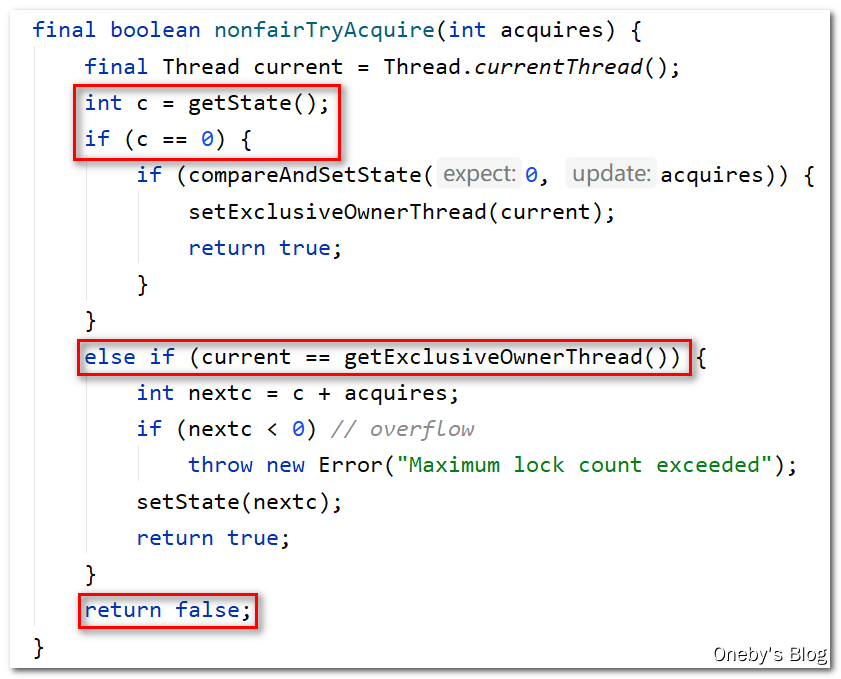 final boolean nonfairTryAcquire(int acquires) {
    final Thread current = Thread.currentThread();
    int c = getState();
    if (c == 0) {
        if (compareAndSetState( expect: 0,  update: acquires)) {
            setExclusiveOwnerThread(current);
            return true;
        }
    }
    else if (current == getExclusiveOwnerThread()) {
        int nextc = c + acquires;
        if (nextc < 0) // overflow
            throw new Error("Maximum lock count exceeded");
        setState(nextc);
        return true;
    }
    return false;
}
Oneby's Blog